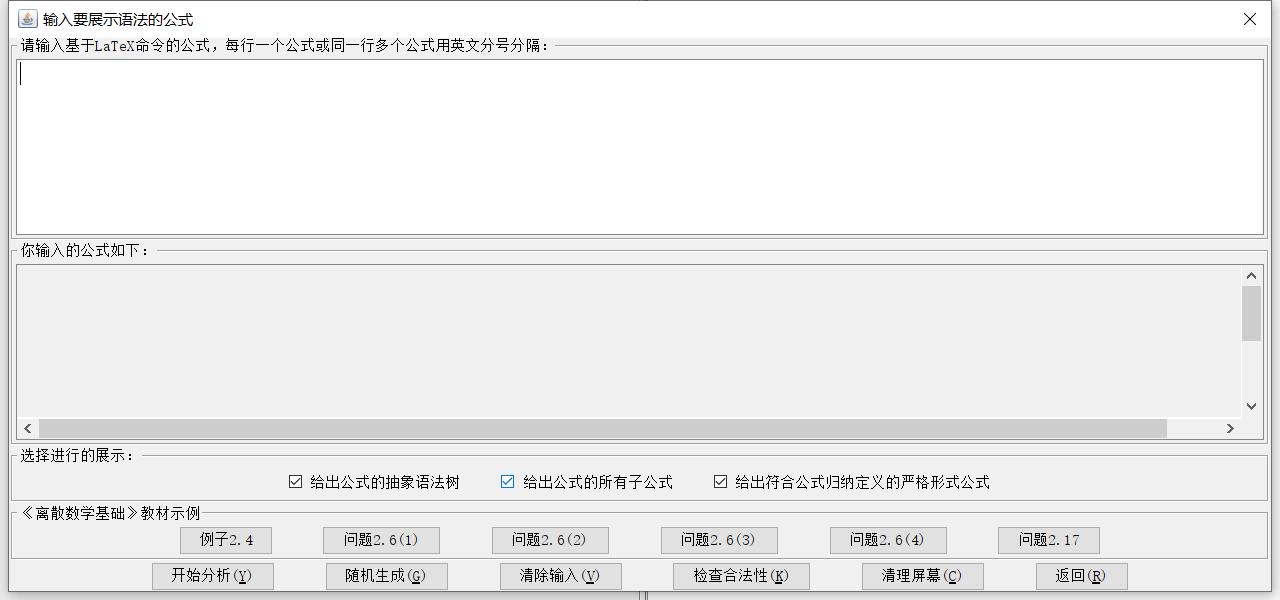 输入要展示语法的公式
请输入基于LaTeX命令的公式，每行一个公式或同一行多个公式用英文分号分隔：
你输入的公式如下：
选择进行的展示：
给出公式的抽象语法树 给出公式的所有子公式 给出符合公式归纳定义的严格形式公式
《离散数学基础》教材示例
例子2.4 问题2.6(1) 问题2.6(2) 问题2.6(3) 问题2.6(4) 问题2.17
开始分析(Y) 随机生成(G) 清除输入(V) 检查合法性(K) 清理屏幕(C) 返回(R)